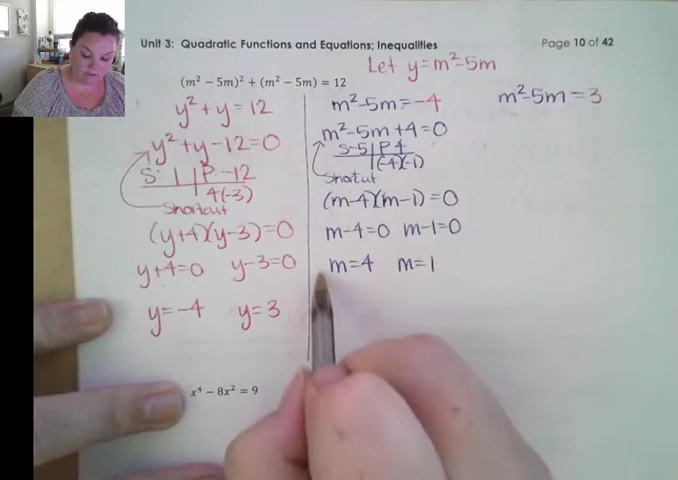 Unit 3: Quadratic Functions and Equations; Inequalities
Page 10 of 42
Let y=m²-5m
(m² − 5m)² + (m² − 5m) = 12
y²+y=12
y²+y-12=0
S: 1 P: -12
4(-3)
Shortcut
(y+4)(y-3)=0
y+4=0 y-3=0
y=-4 y=3
m²-5m=-4
m²-5m+4=0
S-5 P4
(-4)(-1)
Shortcut
(m-4)(m-1)=0
m-4=0 m-1=0
m=4 m=1
m²-5m=3
x⁴ − 8x² = 9